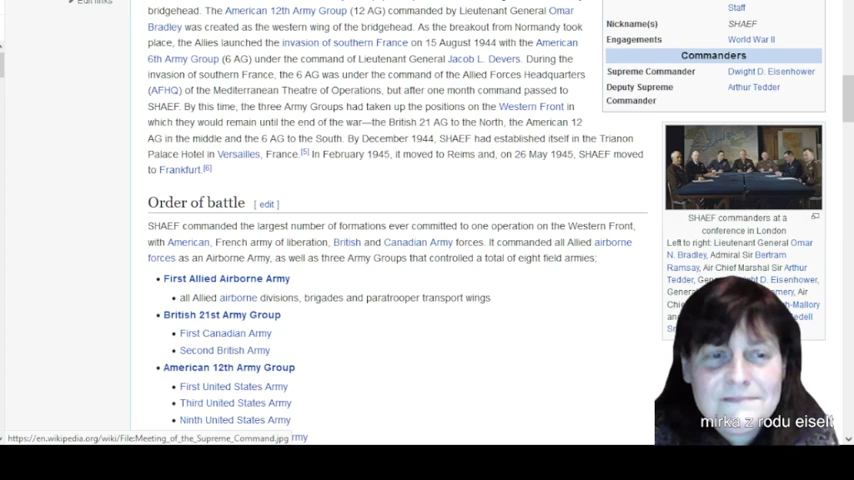 Edit links
bridgehead. The American 12th Army Group (12 AG) commanded by Lieutenant General Omar
Bradley was created as the western wing of the bridgehead. As the breakout from Normandy took
place, the Allies launched the invasion of southern France on 15 August 1944 with the American
6th Army Group (6 AG) under the command of Lieutenant General Jacob L. Devers. During the
invasion of southern France, the 6 AG was under the command of the Allied Forces Headquarters
(AFHQ) of the Mediterranean Theatre of Operations, but after one month command passed to
SHAEF. By this time, the three Army Groups had taken up the positions on the Western Front in
which they would remain until the end of the war—the British 21 AG to the North, the American 12
AG in the middle and the 6 AG to the South. By December 1944, SHAEF had established itself in the Trianon
Palace Hotel in Versailles, France.[5] In February 1945, it moved to Reims and, on 26 May 1945, SHAEF moved
to Frankfurt.[6]
Order of battle [ edit ]
SHAEF commanded the largest number of formations ever committed to one operation on the Western Front,
with American, French army of liberation, British and Canadian Army forces. It commanded all Allied airborne
forces as an Airborne Army, as well as three Army Groups that controlled a total of eight field armies;
• First Allied Airborne Army
• all Allied airborne divisions, brigades and paratrooper transport wings
• British 21st Army Group
• First Canadian Army
• Second British Army
• American 12th Army Group
• First United States Army
• Third United States Army
• Ninth United States Army
https://en.wikipedia.org/wiki/File:Meeting_of_the_Supreme_Command.jpg
Staff
Nickname(s) SHAEF
Engagements World War II
Commanders
Supreme Commander Dwight D. Eisenhower
Deputy Supreme Commander Arthur Tedder
SHAEF commanders at a
conference in London
Left to right: Lieutenant General Omar
N. Bradley, Admiral Sir Bertram
Ramsay, Air Chief Marshal Sir Arthur
Tedder, D. Eisenhower,
General Air
mirka z rodu eiselt